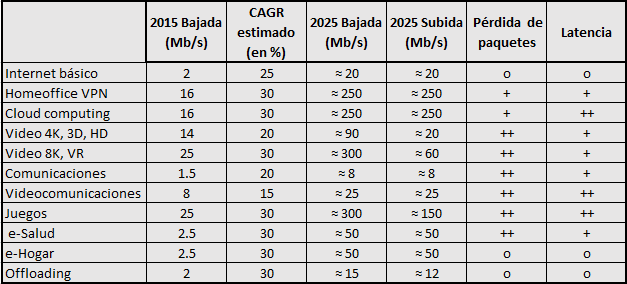 2015 Bajada (Mb/s) CAGR estimado (en %) 2025 Bajada (Mb/s) 2025 Subida (Mb/s) Pérdida de paquetes Latencia
Internet básico 2 25 ≈ 20 ≈ 20 o o
Homeoffice VPN 16 30 ≈ 250 ≈ 250 + +
Cloud computing 16 30 ≈ 250 ≈ 250 + ++
Video 4K, 3D, HD 14 20 ≈ 90 ≈ 20 ++ +
Video 8K, VR 25 30 ≈ 300 ≈ 60 ++ +
Comunicaciones 1.5 20 ≈ 8 ≈ 8 ++ +
Videocomunicaciones 8 15 ≈ 25 ≈ 25 ++ ++
Juegos 25 30 ≈ 300 ≈ 150 ++ ++
e-Salud 2.5 30 ≈ 50 ≈ 50 ++ +
e-Hogar 2.5 30 ≈ 50 ≈ 50 o o
Offloading 2 30 ≈ 15 ≈ 12 o o